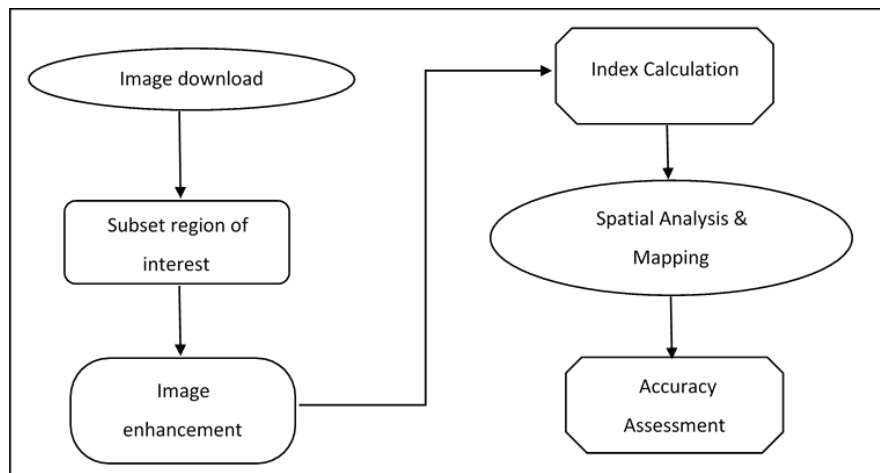 Image download
Subset region of
interest
Image
enhancement
Index Calculation
Spatial Analysis &
Mapping
Accuracy
Assessment